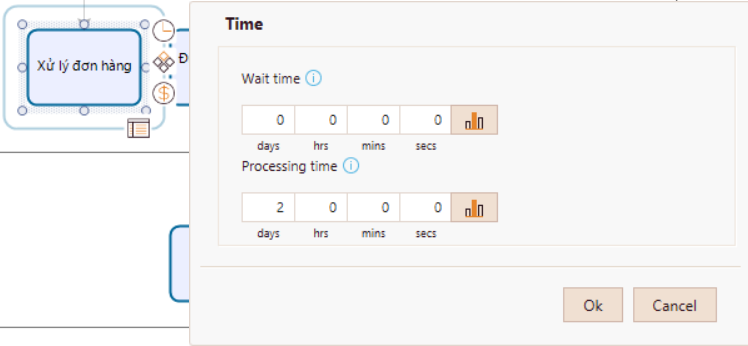 Time
Xử lý đơn hàng
Đ
Wait time
0 0 0 0
days hrs mins secs
Processing time
2 0 0 0
days hrs mins secs
Ok Cancel